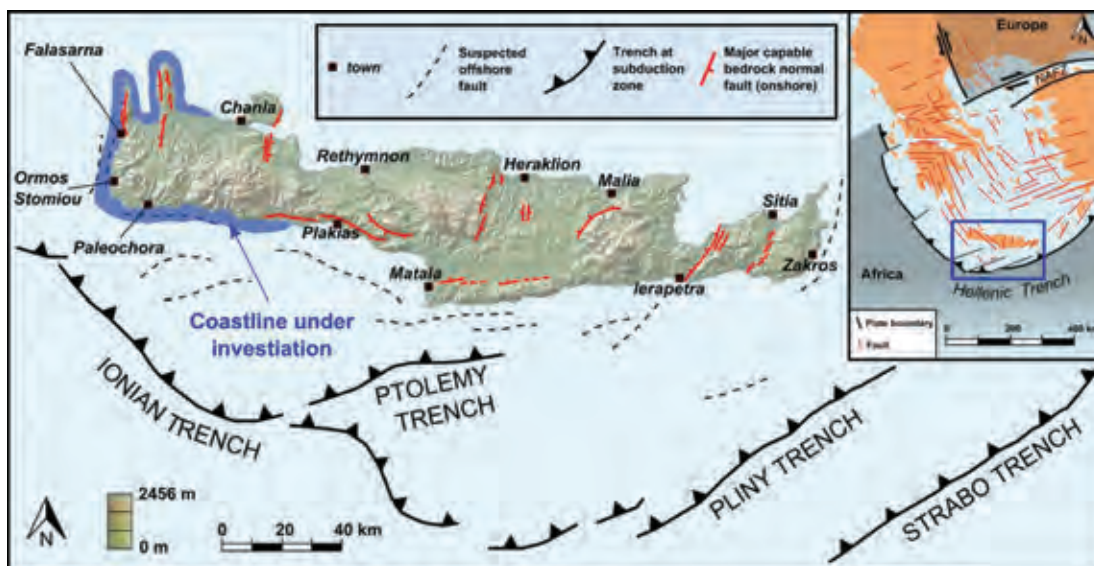 Falasarna
Chania
Ormos
Stomiou
Paleochora
Rethymnon
Plakias
Heraklion
Malia
Matala
Ierapetra
Sitia
Zakros
town
Suspected
offshore
fault
Trench at
subduction
zone
Major capable
bedrock normal
fault (onshore)
Coastline under
investiation
IONIAN TRENCH
PTOLEMY
TRENCH
PLINY TRENCH
STRABO TRENCH
2456 m
0 m
N
0 20 40 km
Europe
N
NAFZ
Africa
Hellenic Trench
Plate boundary
Fault
0 200 400 km